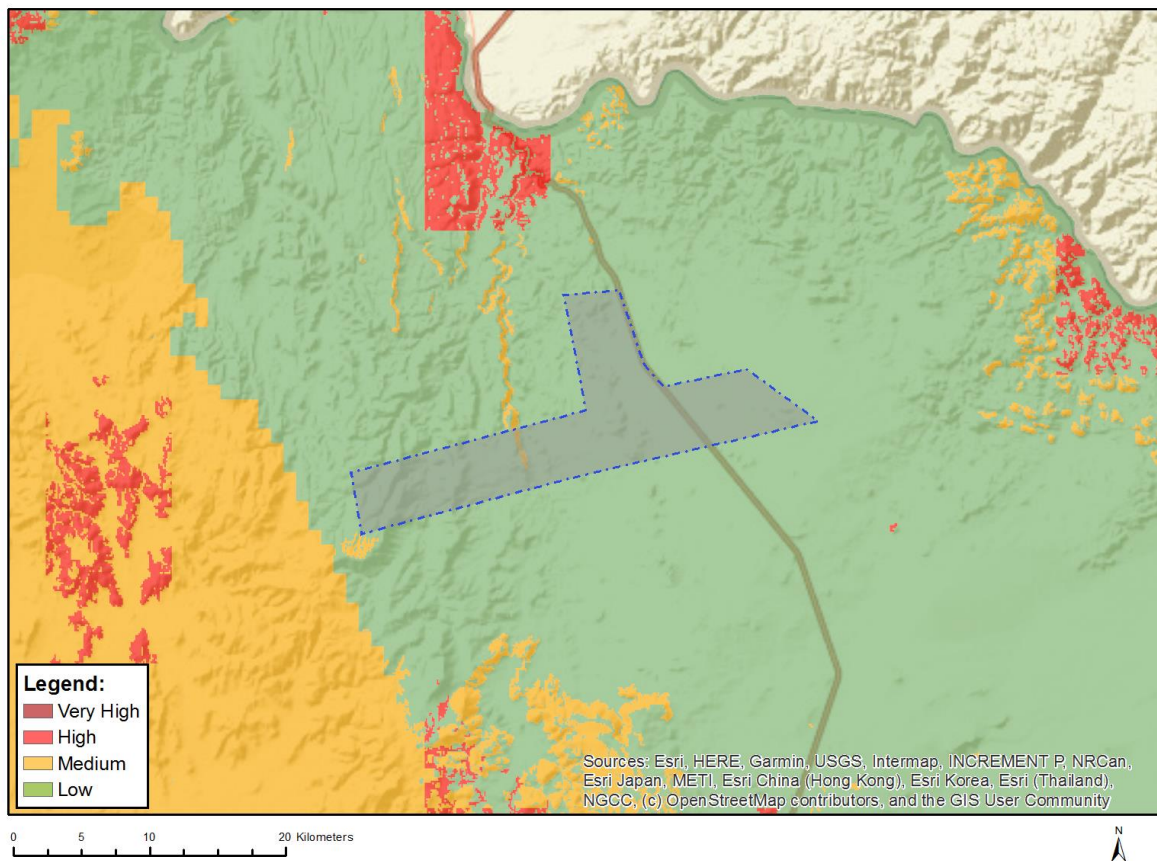 Legend:
Very High
High
Medium
Low
Sources: Esri, HERE, Garmin, USGS, Intermap, INCREMENT P, NRCan,
Esri Japan, METI, Esri China (Hong Kong), Esri Korea, Esri (Thailand),
NGCC, (c) OpenStreetMap contributors, and the GIS User Community
0 5 10 20 Kilometers
N